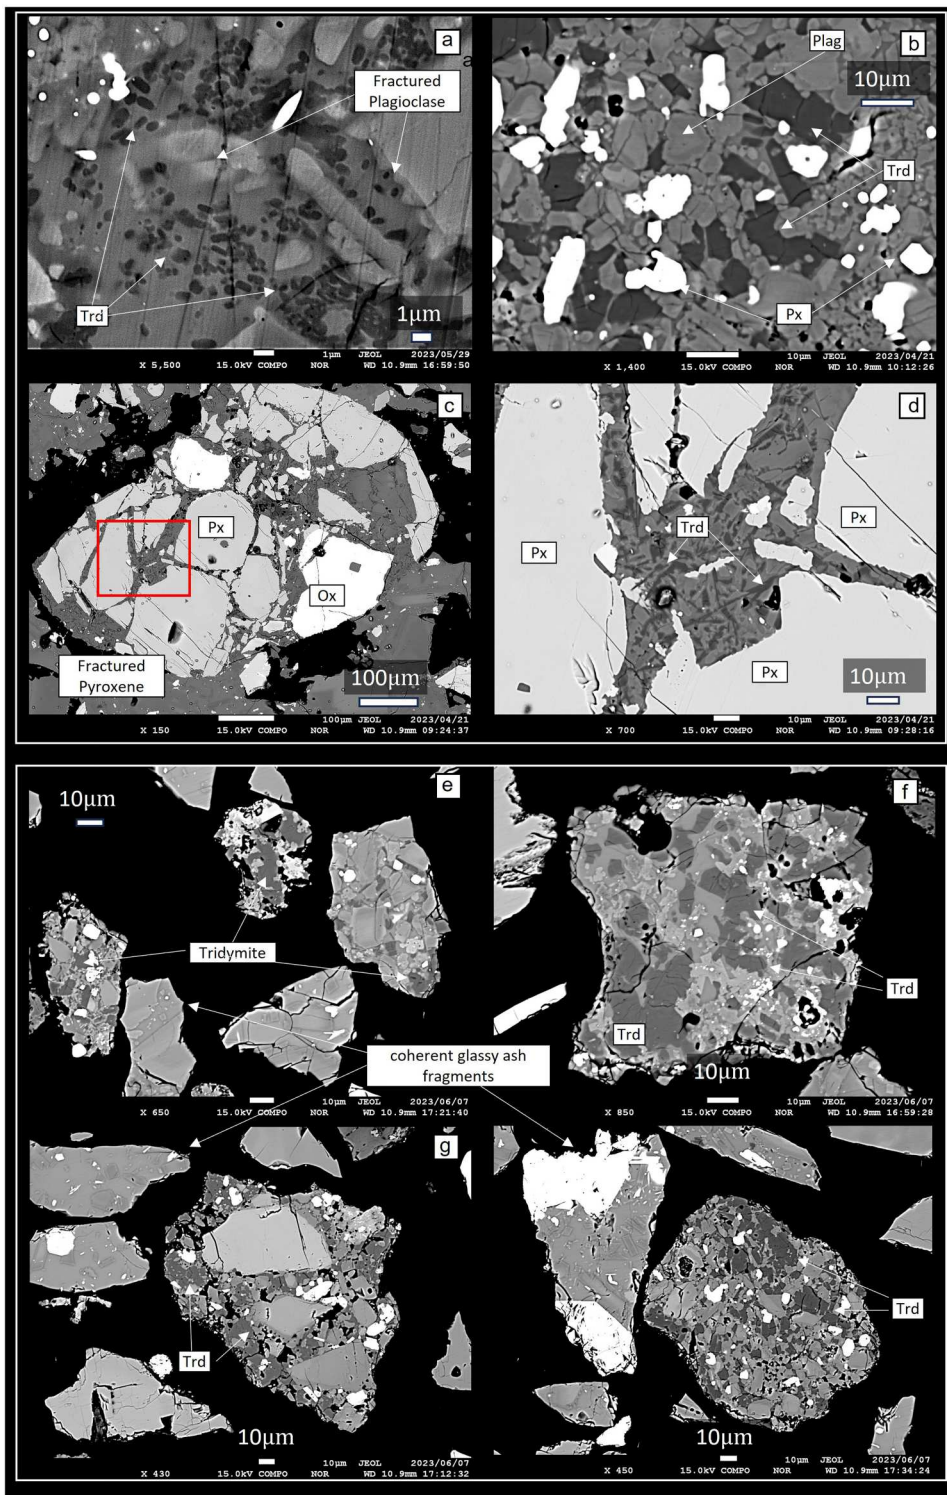 a
a
Fractured
Plagioclase
Trd
1μm
1μm JEOL 2023/05/29
X 5,500 15.0kV COMPO NOR WD 10.9mm 16:59:50
b
Plag
10μm
Trd
Px
10μm JEOL 2023/04/21
X 1,400 15.0kV COMPO NOR WD 10.9mm 10:12:26
c
Px
Ox
Fractured
Pyroxene
100μm
100μm JEOL 2023/04/21
X 150 15.0kV COMPO NOR WD 10.9mm 09:24:37
d
Trd
Px
Px
Px
10μm
10μm JEOL 2023/04/21
X 700 15.0kV COMPO NOR WD 10.9mm 09:28:16
e
10μm
Tridymite
10μm JEOL 2023/06/07
X 650 15.0kV COMPO NOR WD 10.9mm 17:21:40
f
Trd
Trd
10μm
10μm JEOL 2023/06/07
X 850 15.0kV COMPO NOR WD 10.9mm 16:59:28
coherent glassy ash
fragments
g
Trd
10μm
10μm JEOL 2023/06/07
X 430 15.0kV COMPO NOR WD 10.9mm 17:12:32
Trd
10μm
10μm JEOL 2023/06/07
X 450 15.0kV COMPO NOR WD 10.9mm 17:34:24